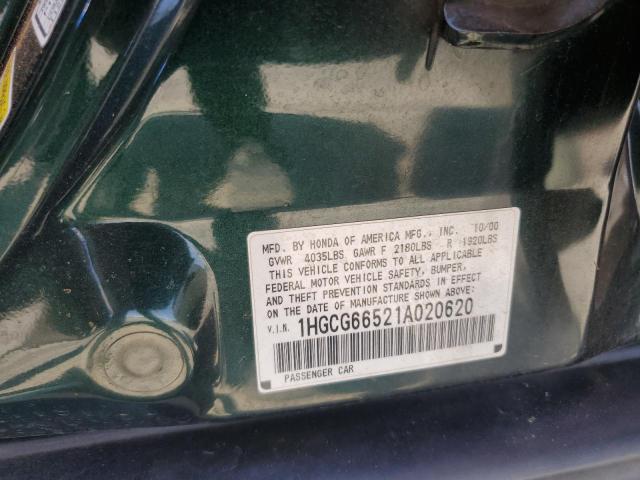 MFD. BY HONDA OF AMERICA MFG., INC. 10/00
GVWR 4035LBS GAWR F 2180LBS R 1920LBS
THIS VEHICLE CONFORMS TO ALL APPLICABLE
FEDERAL MOTOR VEHICLE SAFETY, BUMPER,
AND THEFT PREVENTION STANDARDS IN EFFECT
ON THE DATE OF MANUFACTURE SHOWN ABOVE.
V.I.N. 1HGCG66521A020620
PASSENGER CAR